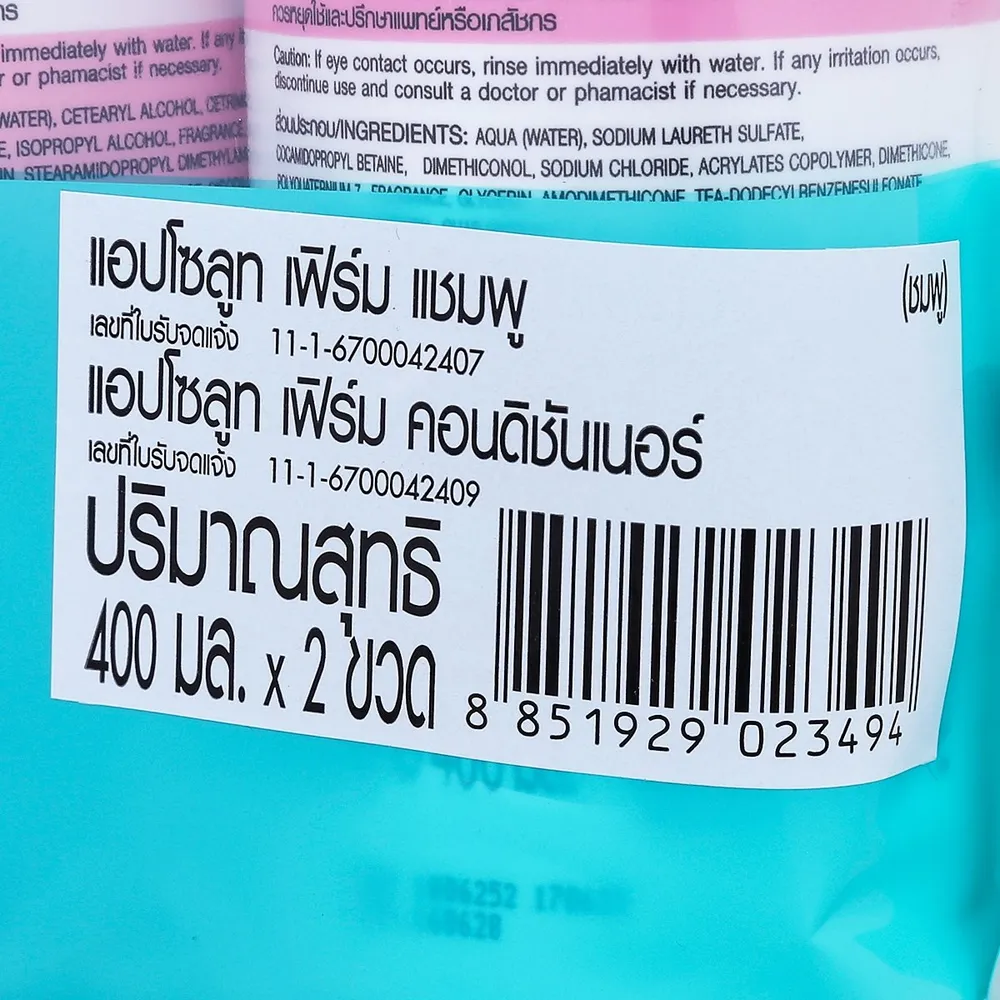 ควรหยุดใช้และปรึกษาแพทย์หรือเภสัชกร
immediately with water. If any
or phamacist if necessary.
Caution: If eye contact occurs, rinse immediately with water. If any irritation occurs,
discontinue use and consult a doctor or phamacist if necessary.
WATER), CETEARYL ALCOHOL,
ISOPROPYL ALCOHOL, FRAGRANCE
STEARAMIDOPROPYL
ส่วนประกอบ/INGREDIENTS: AQUA (WATER), SODIUM LAURETH SULFATE,
COCAMIDOPROPYL BETAINE, DIMETHICONOL, SODIUM CHLORIDE, ACRYLATES COPOLYMER, DIMETHICONE,
POLYQUATERNIUM-7, FRAGRANCE, GLYCERIN, AMODIMETHICONE, TEA-DODECYLBENZENESULFONATE
แอปโซลูท เฟิร์ม แชมพู
(ชมพู)
เลขที่ใบรับจดแจ้ง 11-1-6700042407
แอปโซลูท เฟิร์ม คอนดิชันเนอร์
เลขที่ใบรับจดแจ้ง 11-1-6700042409
ปริมาณสุทธิ
400 มล. x 2 ขวด
8 851929 023494